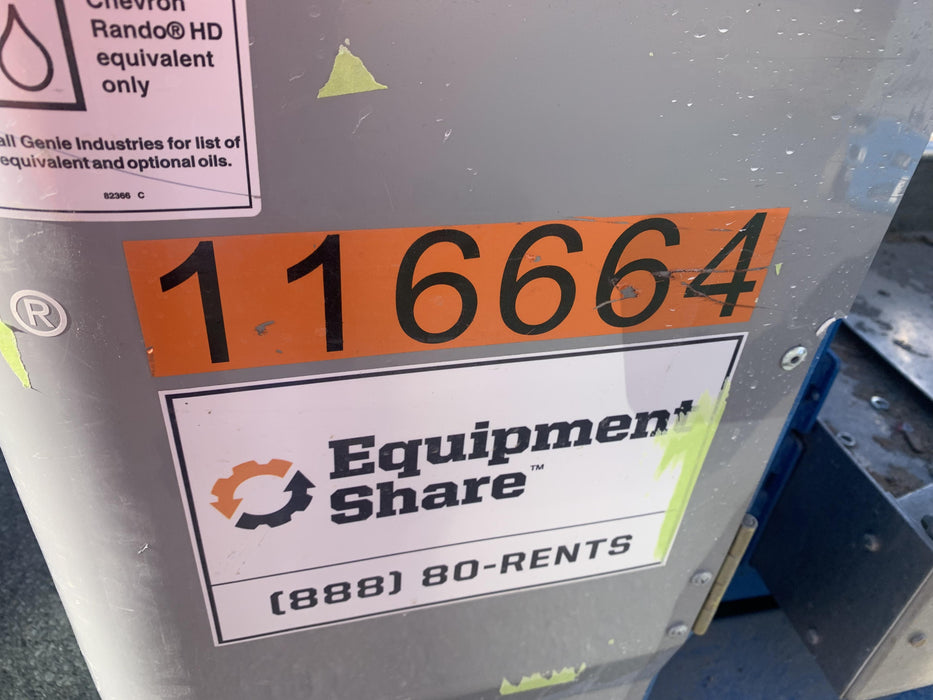 Chevron
Rando® HD
equivalent
only
all Genie Industries for list of
equivalent and optional oils.
82366 C
®
116664
Equipment
Share™
(888) 80-RENTS